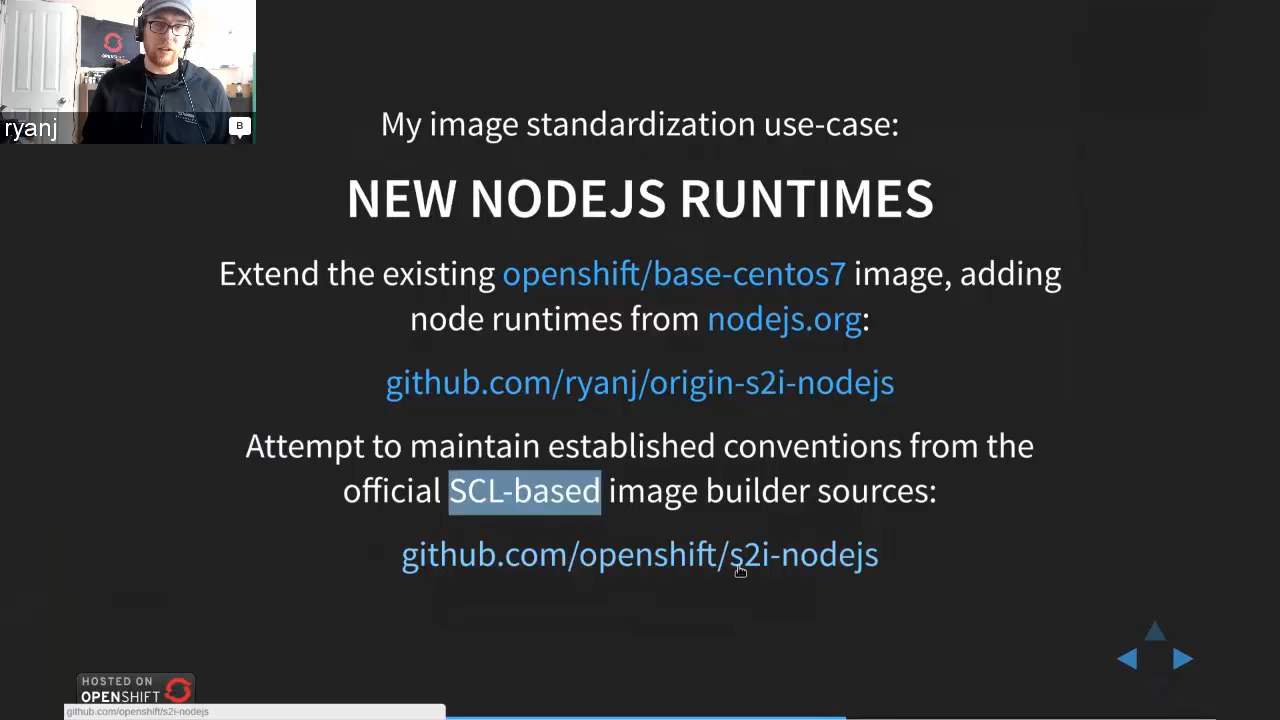 OPENSHIFT
ryanj
B
My image standardization use-case:
NEW NODEJS RUNTIMES
Extend the existing openshift/base-centos7 image, adding
node runtimes from nodejs.org:
github.com/ryanj/origin-s2i-nodejs
Attempt to maintain established conventions from the
official SCL-based image builder sources:
github.com/openshift/s2i-nodejs
HOSTED ON
OPENSHIFT
github.com/openshift/s2i-nodejs